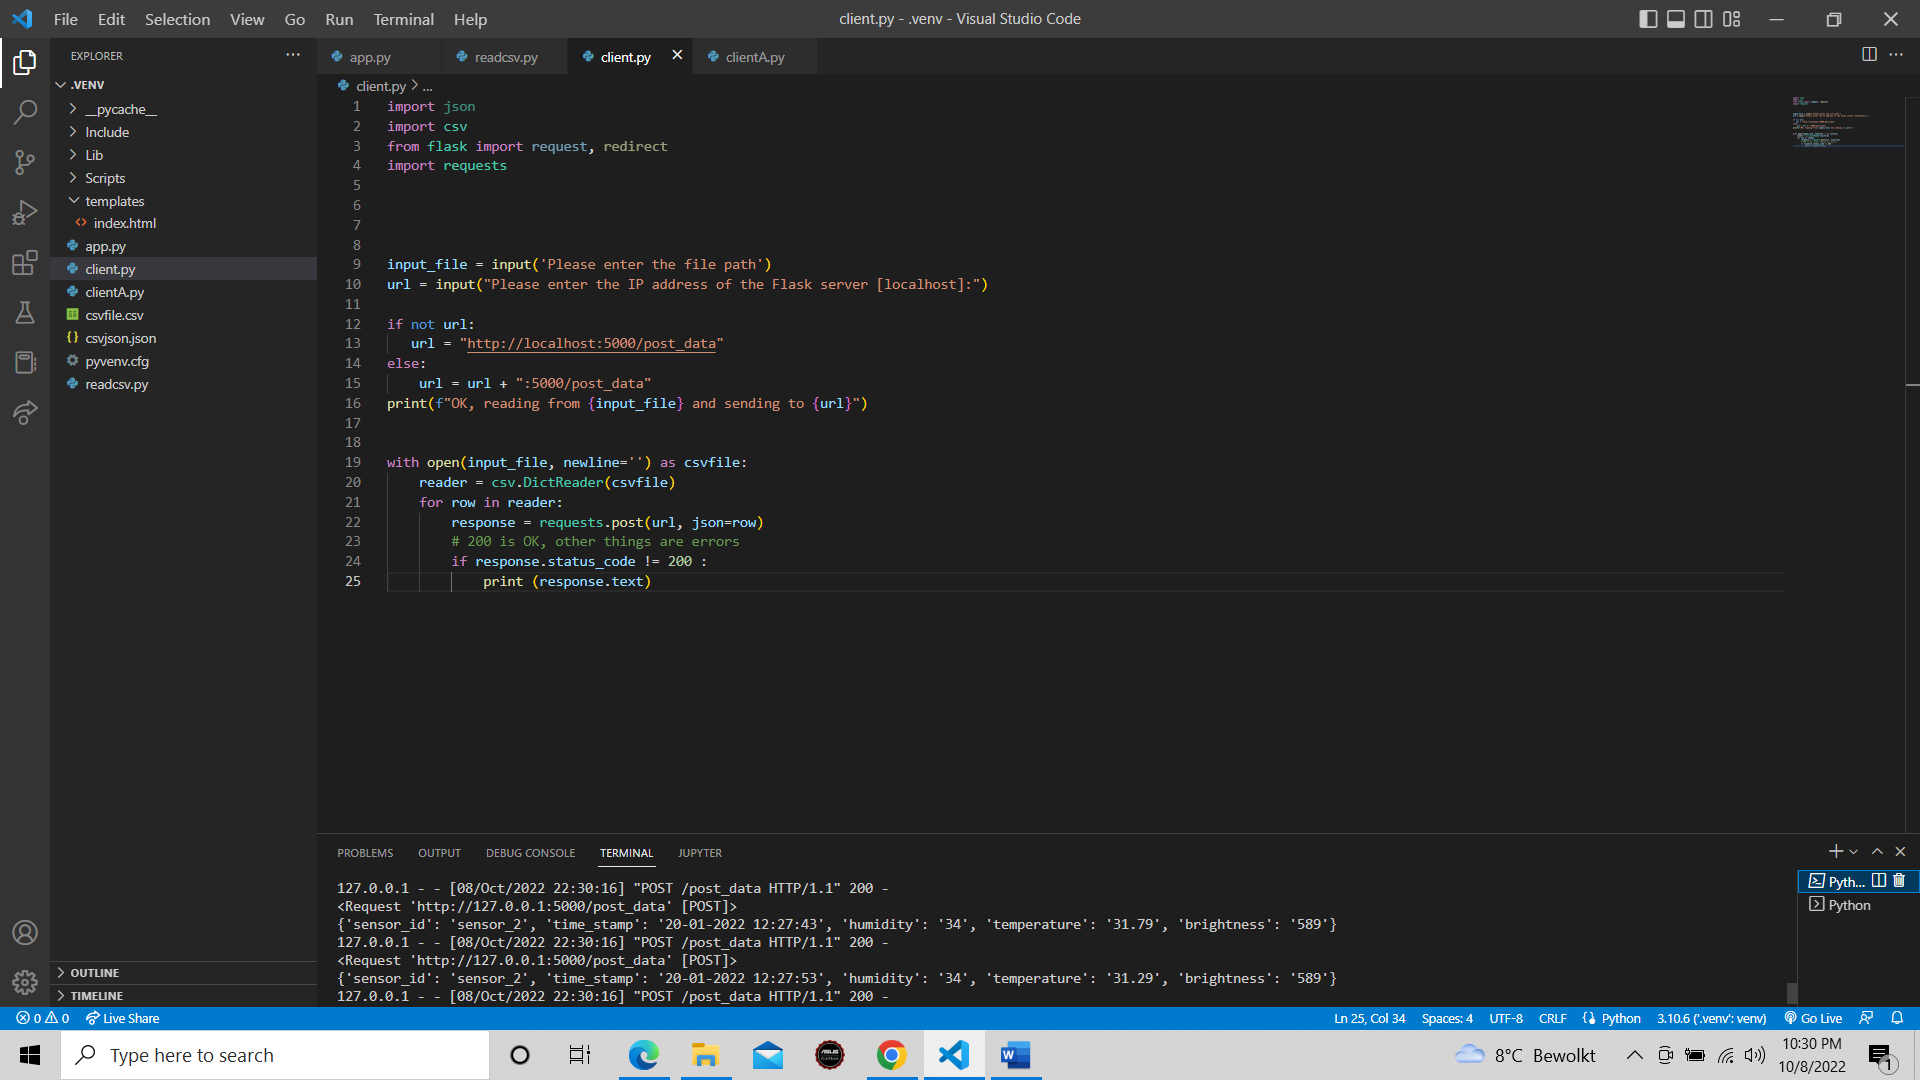 File Edit Selection View Go Run Terminal Help
client.py - .venv - Visual Studio Code
EXPLORER
.VENV
__pycache__
Include
Lib
Scripts
templates
index.html
app.py
client.py
clientA.py
csvfile.csv
csvjson.json
pyvenv.cfg
readcsv.py
OUTLINE
TIMELINE
app.py readcsv.py client.py clientA.py
client.py > ...
1 import json
2 import csv
3 from flask import request, redirect
4 import requests
5
6
7
8
9 input_file = input('Please enter the file path')
10 url = input("Please enter the IP address of the Flask server [localhost]:")
11
12 if not url:
13 url = "http://localhost:5000/post_data"
14 else:
15 url = url + ":5000/post_data"
16 print(f"OK, reading from {input_file} and sending to {url}")
17
18
19 with open(input_file, newline='') as csvfile:
20 reader = csv.DictReader(csvfile)
21 for row in reader:
22 response = requests.post(url, json=row)
23 # 200 is OK, other things are errors
24 if response.status_code != 200 :
25 print (response.text)
PROBLEMS OUTPUT DEBUG CONSOLE TERMINAL JUPYTER
127.0.0.1 - - [08/Oct/2022 22:30:16] "POST /post_data HTTP/1.1" 200 -
<Request 'http://127.0.0.1:5000/post_data' [POST]>
{'sensor_id': 'sensor_2', 'time_stamp': '20-01-2022 12:27:43', 'humidity': '34', 'temperature': '31.79', 'brightness': '589'}
127.0.0.1 - - [08/Oct/2022 22:30:16] "POST /post_data HTTP/1.1" 200 -
<Request 'http://127.0.0.1:5000/post_data' [POST]>
{'sensor_id': 'sensor_2', 'time_stamp': '20-01-2022 12:27:53', 'humidity': '34', 'temperature': '31.29', 'brightness': '589'}
127.0.0.1 - - [08/Oct/2022 22:30:16] "POST /post_data HTTP/1.1" 200 -
Pyth...
Python
0 0 Live Share
Ln 25, Col 34 Spaces: 4 UTF-8 CRLF Python 3.10.6 ('.venv': venv) Go Live
Type here to search
8°C Bewolkt
10:30 PM
10/8/2022
1